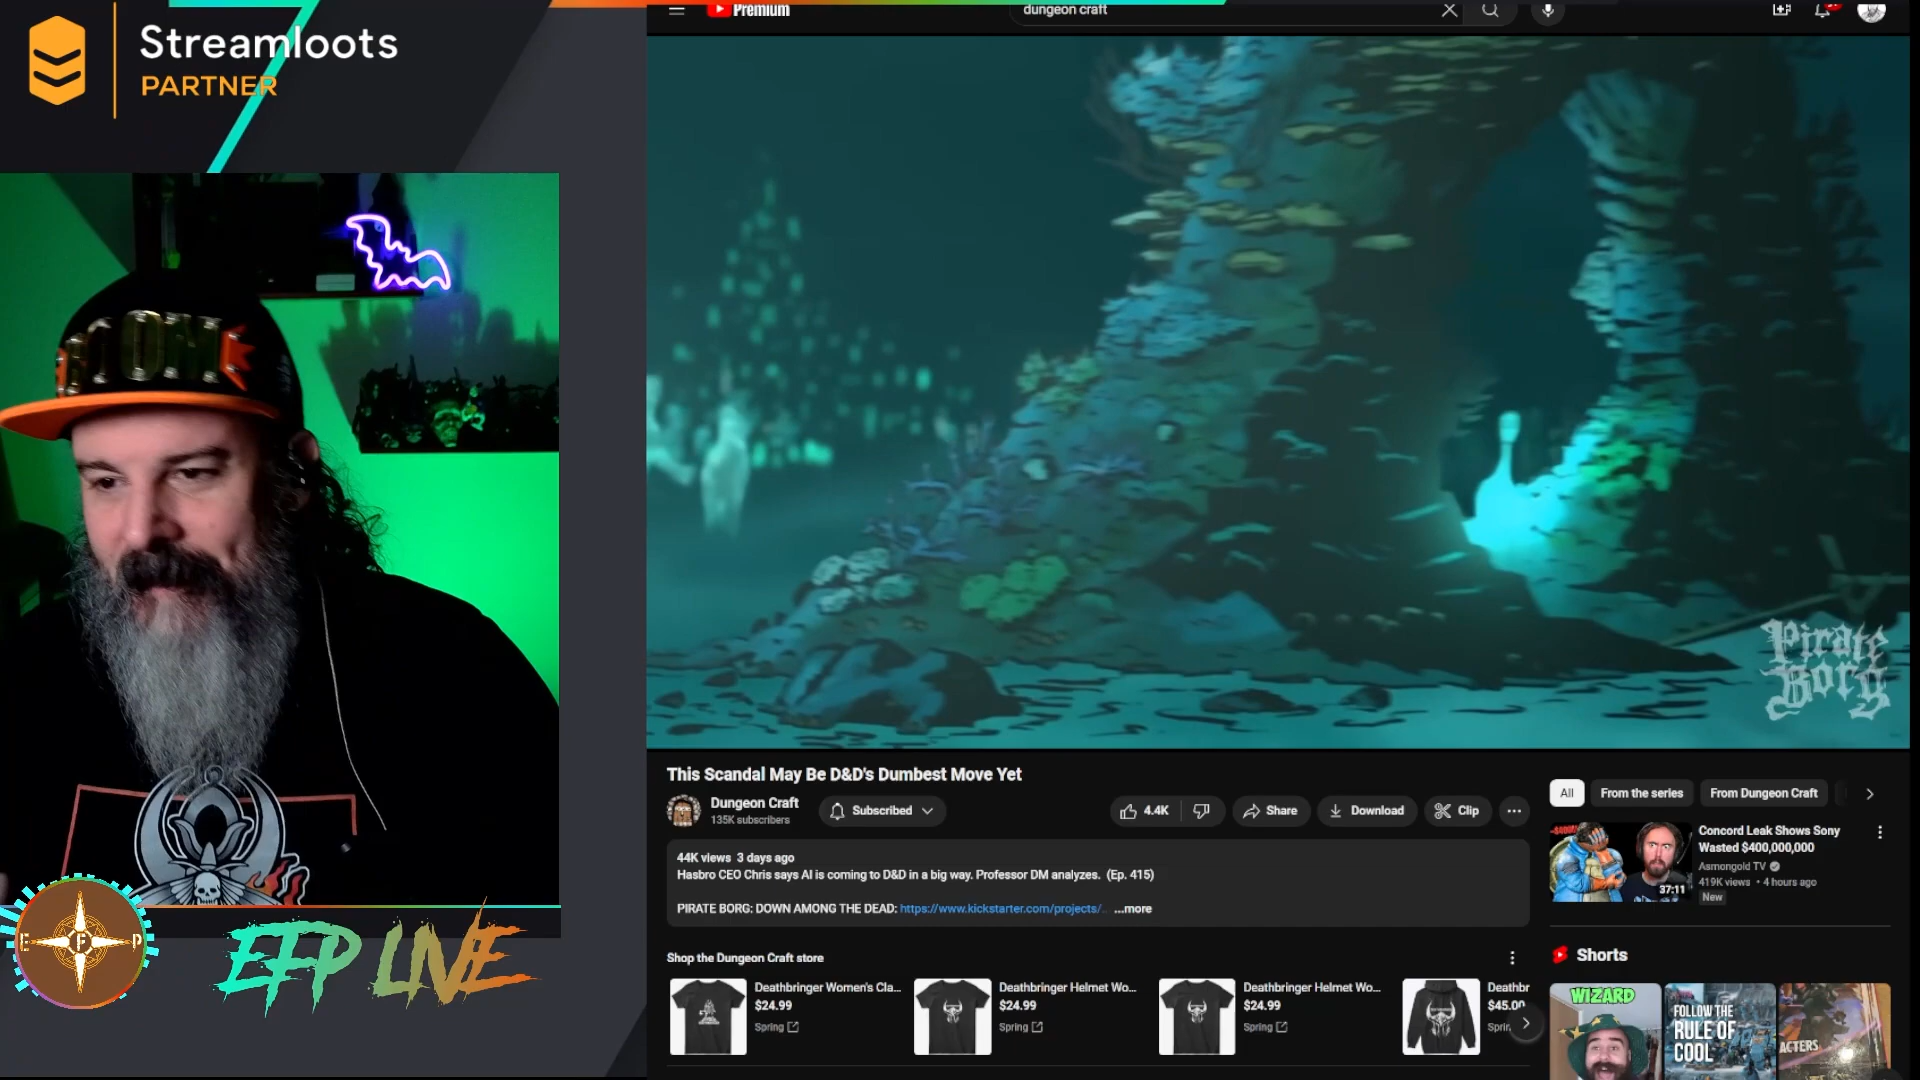 Streamloots
PARTNER
E F P
EFP LIVE
Premium
dungeon craft
Pirate
Borg
This Scandal May Be D&D's Dumbest Move Yet
Dungeon Craft
135K subscribers
Subscribed
4.4K
Share
Download
Clip
44K views 3 days ago
Hasbro CEO Chris says AI is coming to D&D in a big way. Professor DM analyzes. (Ep. 415)
PIRATE BORG: DOWN AMONG THE DEAD: https://www.kickstarter.com/projects/... ...more
Shop the Dungeon Craft store
Deathbringer Women's Cla...
$24.99
Spring
Deathbringer Helmet Wo...
$24.99
Spring
Deathbringer Helmet Wo...
$24.99
Spring
Deathbr
$45.00
Sprin
All
From the series
From Dungeon Craft
37:11
Concord Leak Shows Sony
Wasted $400,000,000
Asmongold TV
419K views • 4 hours ago
New
Shorts
WIZARD
FOLLOW THE
RULE OF
COOL
ACTERS